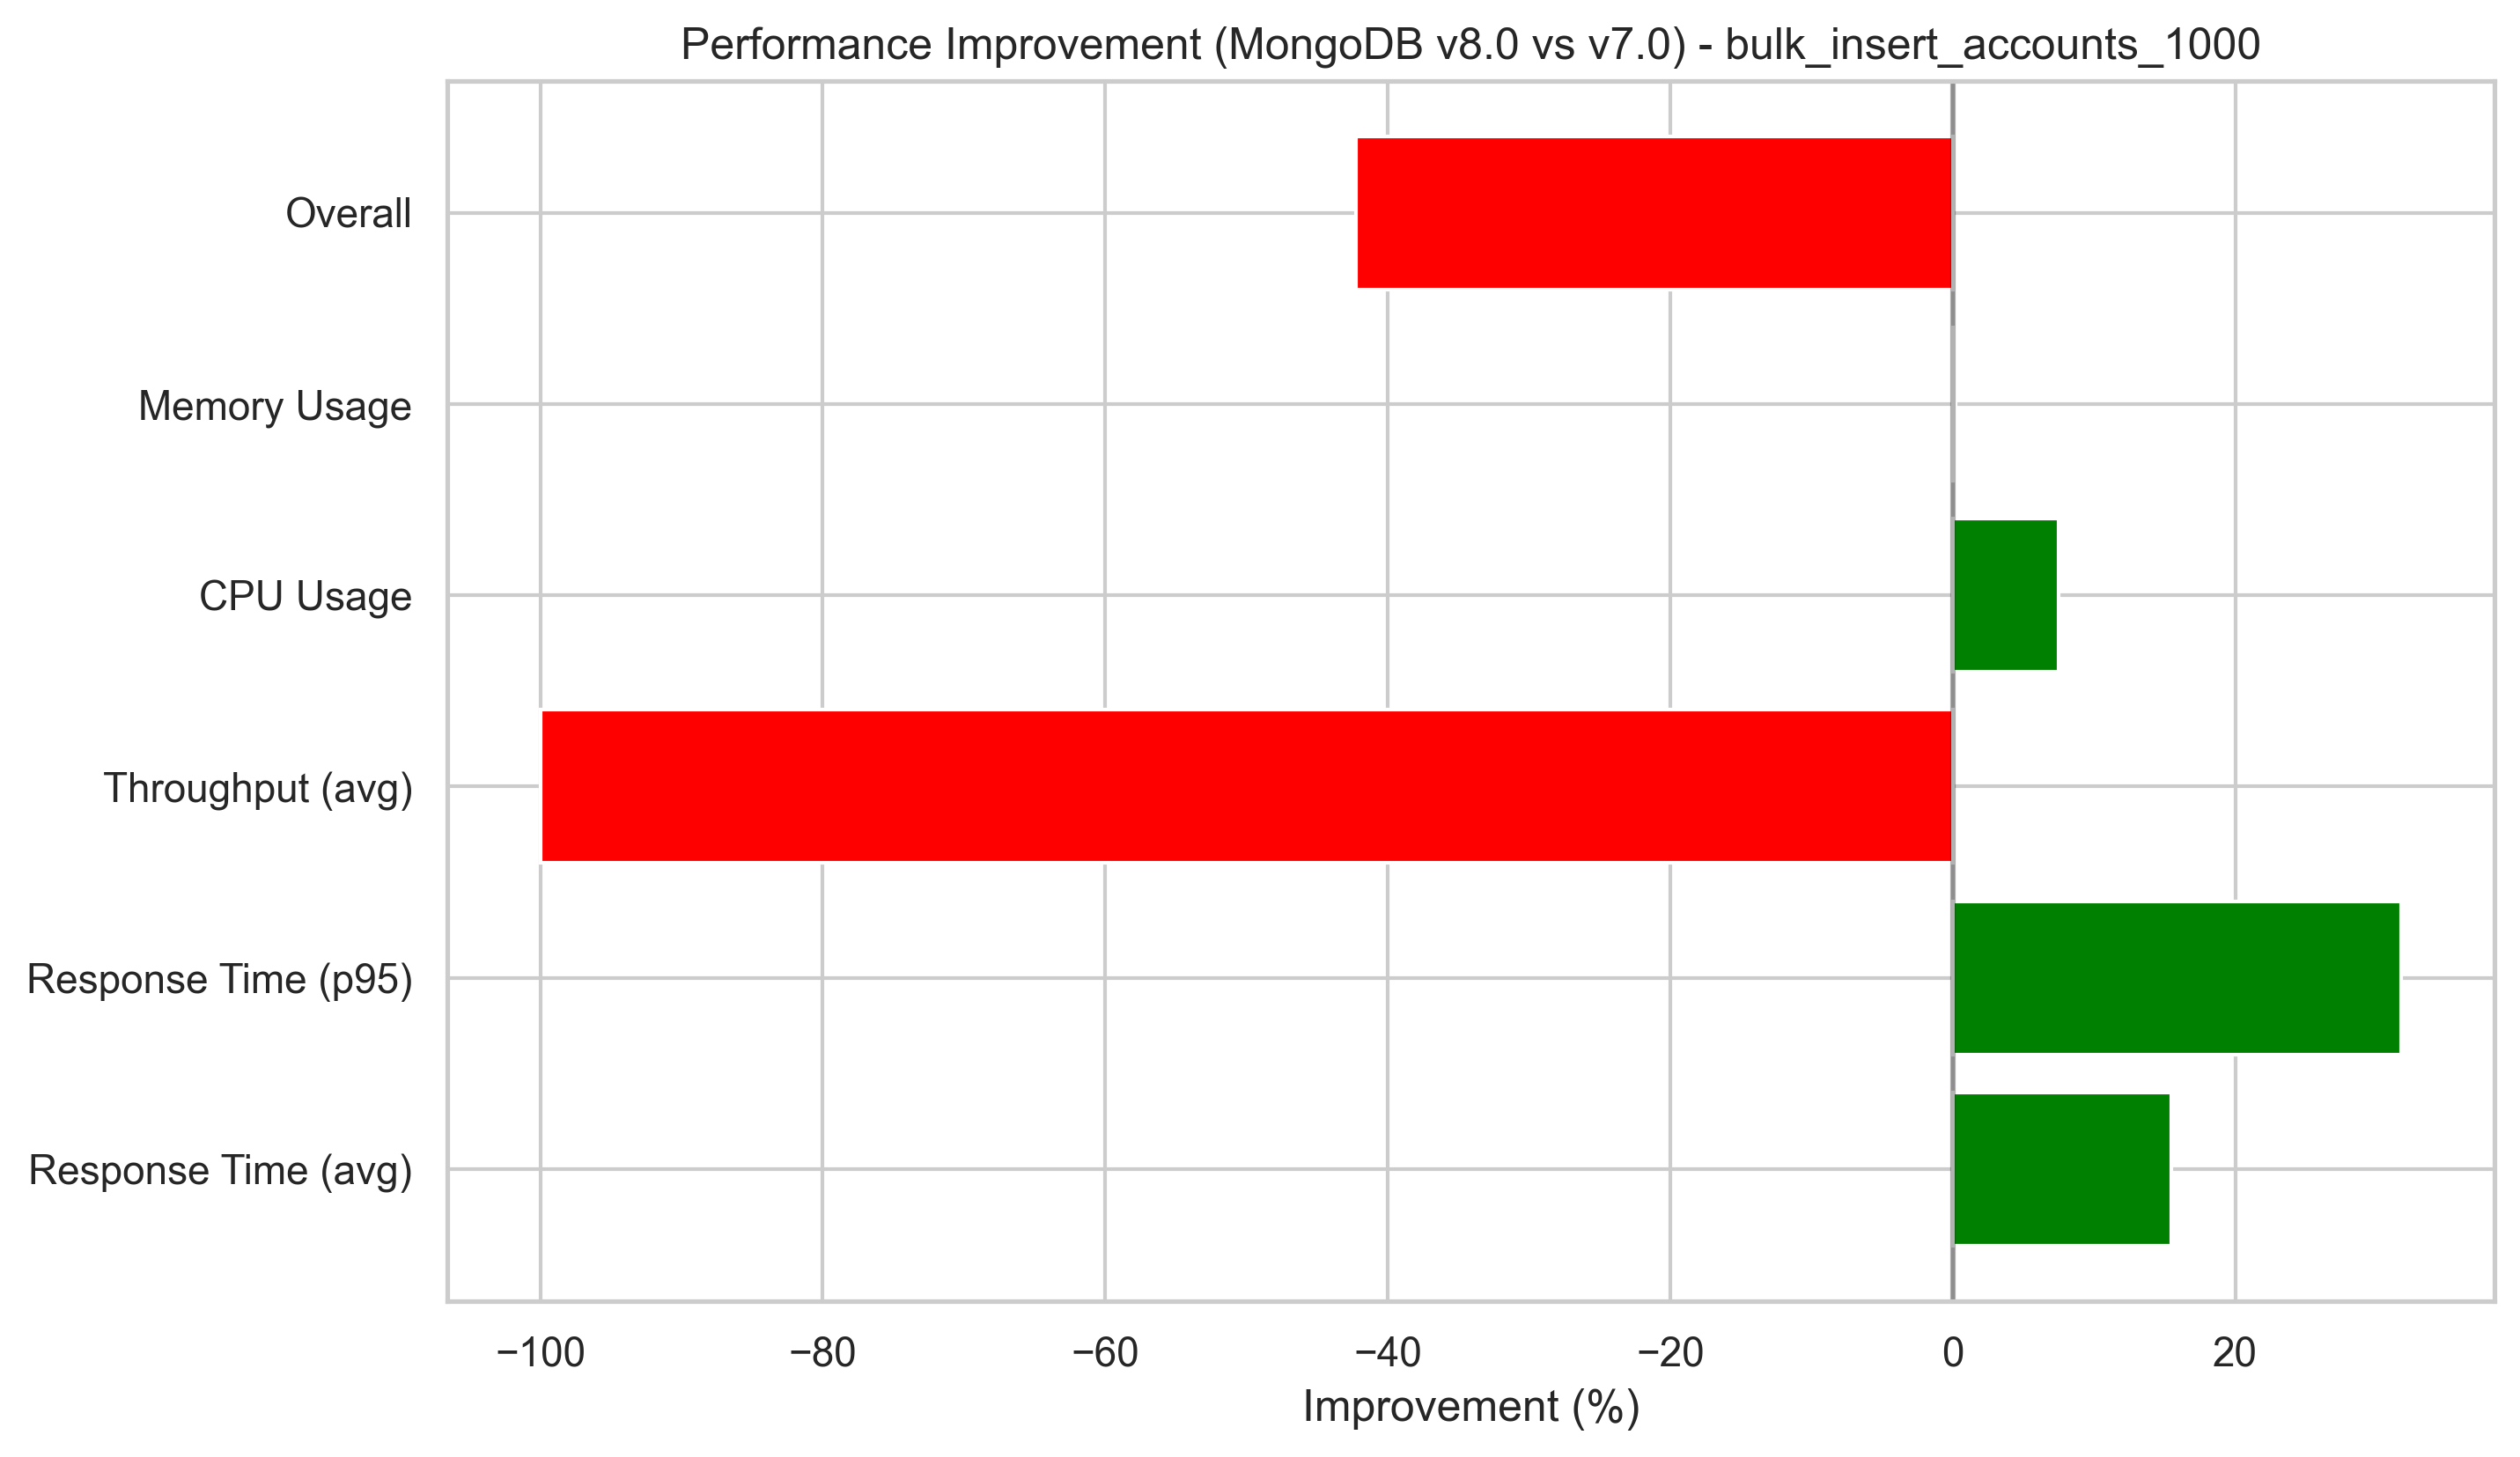 Performance Improvement (MongoDB v8.0 vs v7.0) - bulk_insert_accounts_1000
Overall
Memory Usage
CPU Usage
Throughput (avg)
Response Time (p95)
Response Time (avg)
−100 −80 −60 −40 −20 0 20
Improvement (%)